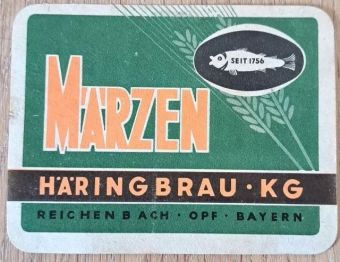 SEIT 1756
MÄRZEN
HÄRINGBRAU · KG
REICHENBACH · OPF · BAYERN